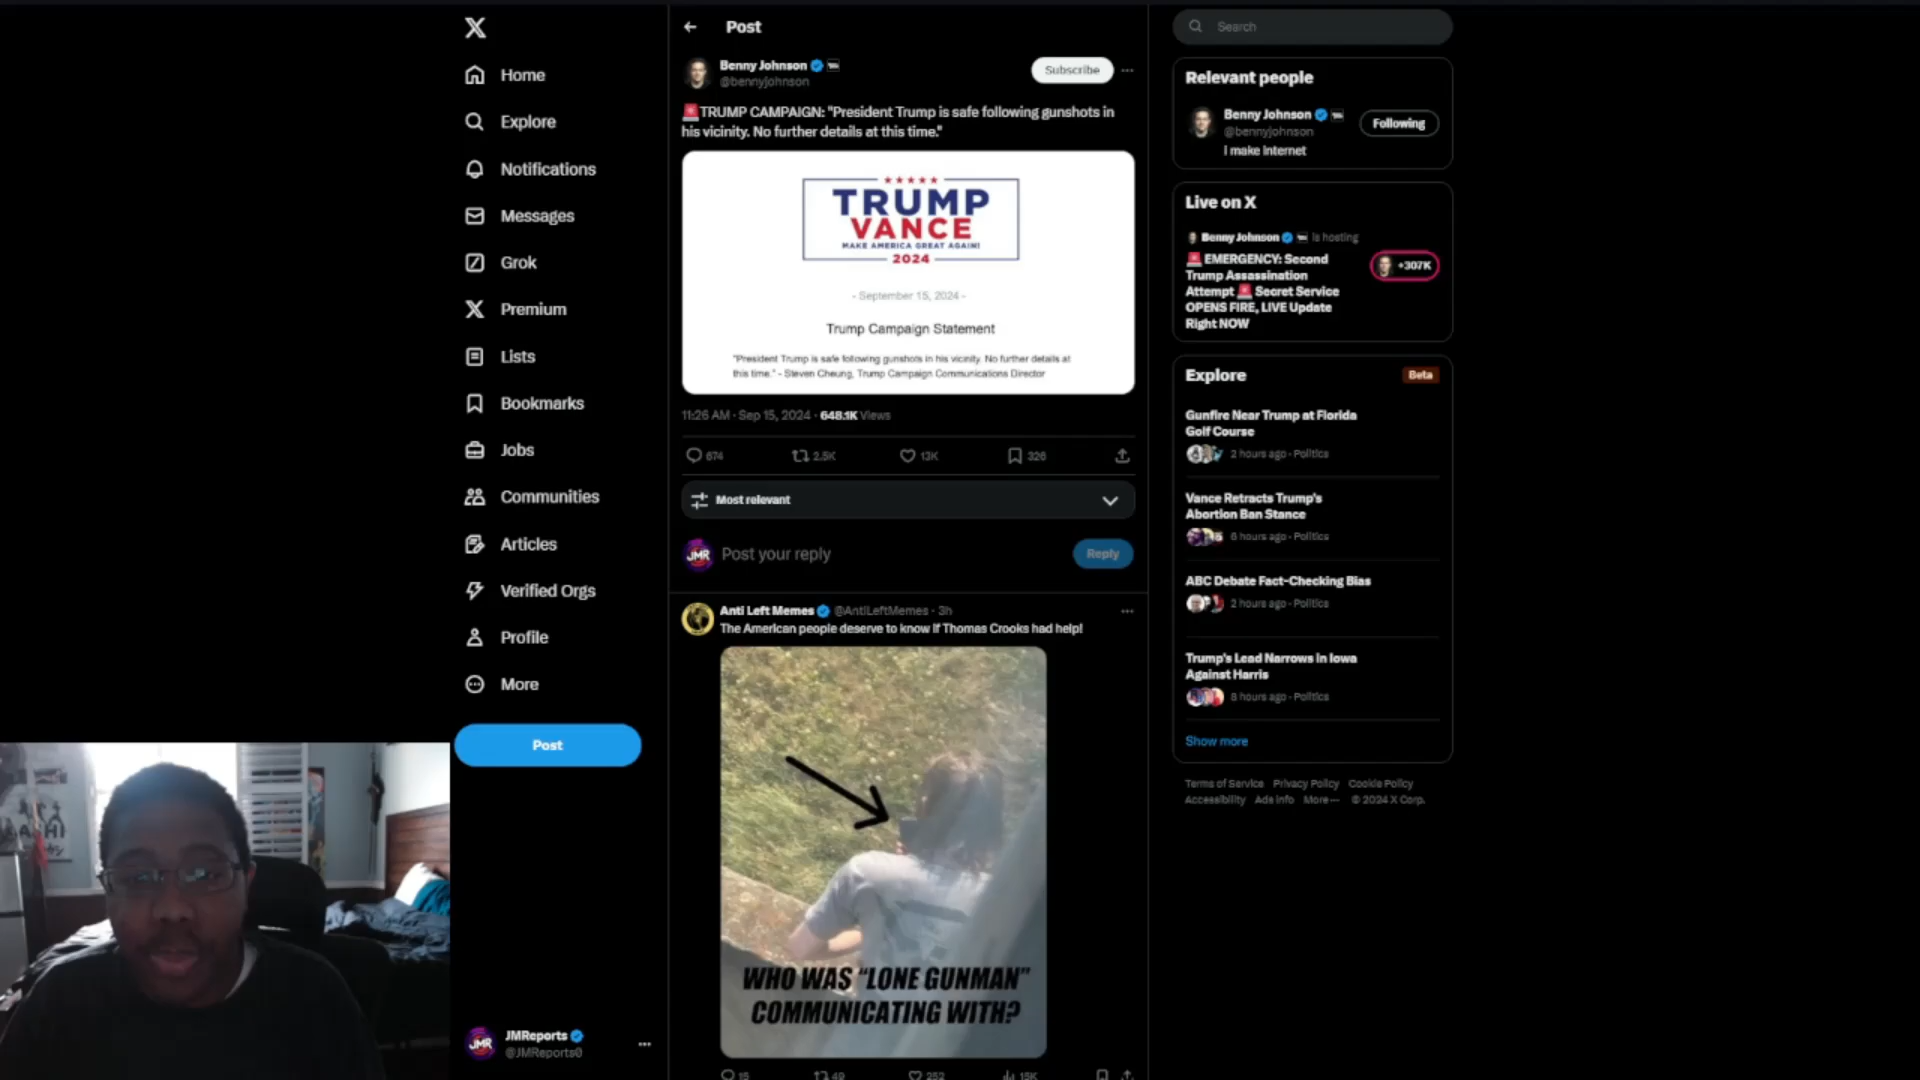 Home
Explore
Notifications
Messages
Grok
Premium
Lists
Bookmarks
Jobs
Communities
Articles
Verified Orgs
Profile
More
Post
JMReports
@JMReports0
Post
Benny Johnson
@bennyjohnson
Subscribe
🚨TRUMP CAMPAIGN: "President Trump is safe following gunshots in
his vicinity. No further details at this time."
TRUMP
VANCE
MAKE AMERICA GREAT AGAIN!
2024
- September 15, 2024 -
Trump Campaign Statement
"President Trump is safe following gunshots in his vicinity. No further details at
this time." - Steven Cheung, Trump Campaign Communications Director
11:26 AM · Sep 15, 2024 · 648.1K Views
674 2.5K 13K 326
Most relevant
JMR
Post your reply
Reply
Anti Left Memes @AntiLeftMemes · 3h
The American people deserve to know if Thomas Crooks had help!
WHO WAS "LONE GUNMAN"
COMMUNICATING WITH?
15 49 252 15K
Search
Relevant people
Benny Johnson
@bennyjohnson
Following
I make internet
Live on X
Benny Johnson is hosting
🚨EMERGENCY: Second
Trump Assassination
Attempt 🚨 Secret Service
OPENS FIRE, LIVE Update
Right NOW
+307K
Explore
Beta
Gunfire Near Trump at Florida
Golf Course
2 hours ago · Politics
Vance Retracts Trump's
Abortion Ban Stance
6 hours ago · Politics
ABC Debate Fact-Checking Bias
2 hours ago · Politics
Trump's Lead Narrows in Iowa
Against Harris
8 hours ago · Politics
Show more
Terms of Service Privacy Policy Cookie Policy
Accessibility Ads info More··· © 2024 X Corp.